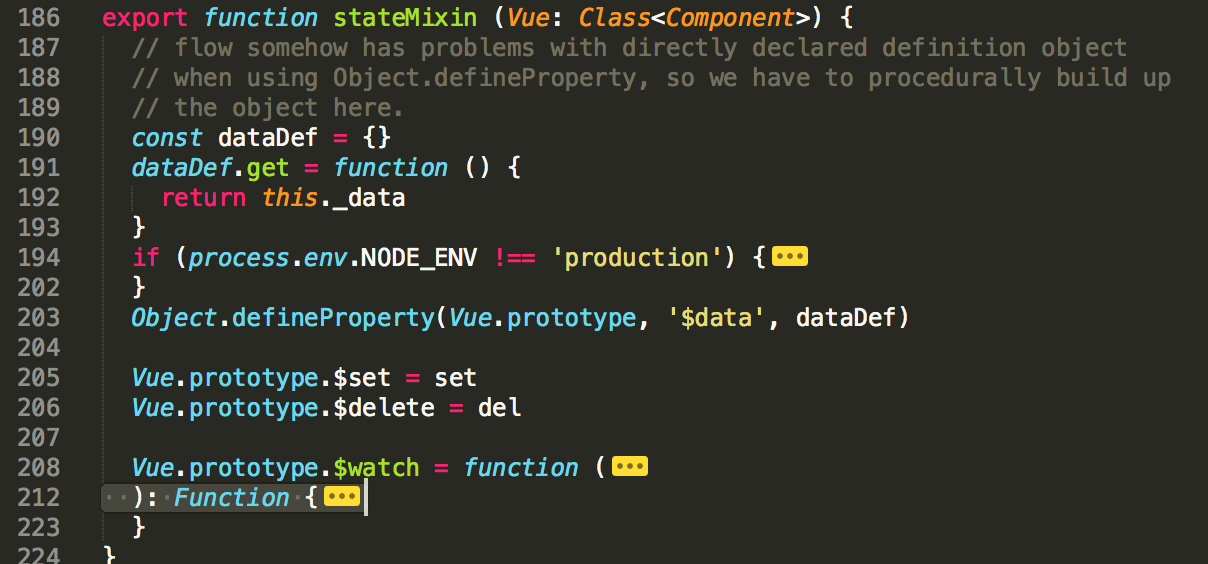 186 export function stateMixin (Vue: Class<Component>) {
187 // flow somehow has problems with directly declared definition object
188 // when using Object.defineProperty, so we have to procedurally build up
189 // the object here.
190 const dataDef = {}
191 dataDef.get = function () {
192 return this._data
193 }
194 if (process.env.NODE_ENV !== 'production') {•••
202 }
203 Object.defineProperty(Vue.prototype, '$data', dataDef)
204
205 Vue.prototype.$set = set
206 Vue.prototype.$delete = del
207
208 Vue.prototype.$watch = function (•••
212 ): Function {•••
223 }
224 }